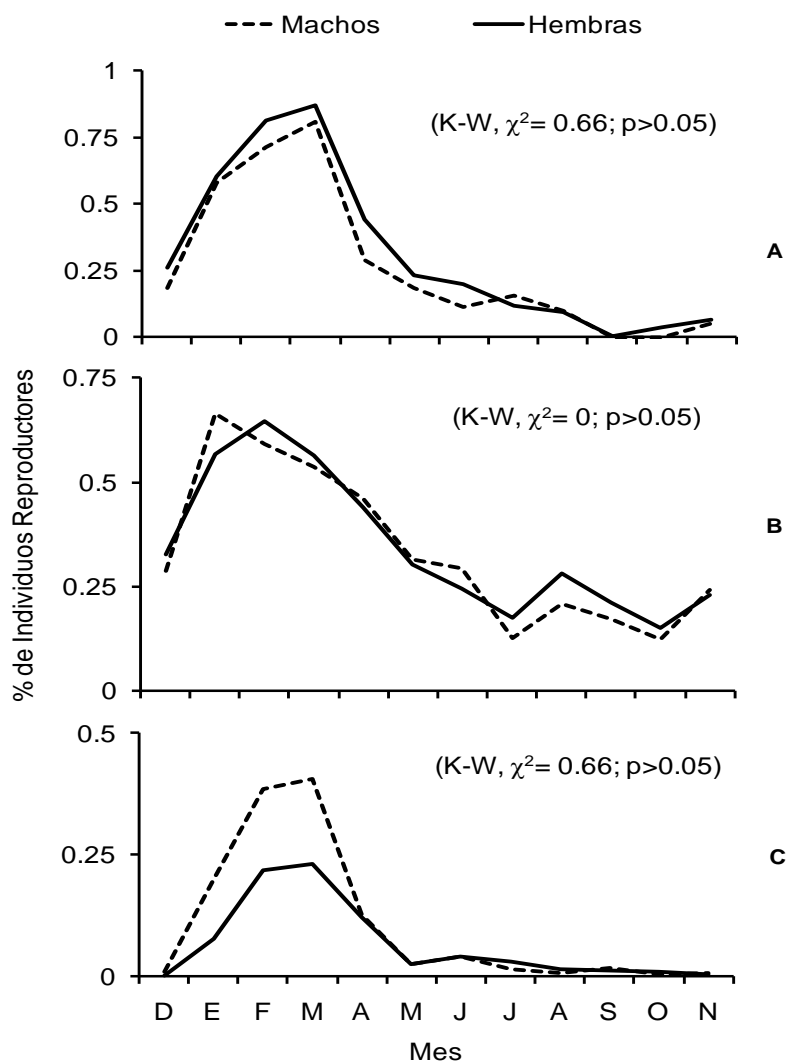 Machos Hembras
1
0.75
0.5
0.25
0
(K-W, χ²= 0.66; p>0.05)
A
% de Individuos Reproductores
0.75
0.5
0.25
0
(K-W, χ²= 0; p>0.05)
B
0.5
0.25
0
(K-W, χ²= 0.66; p>0.05)
C
D E F M A M J J A S O N
Mes